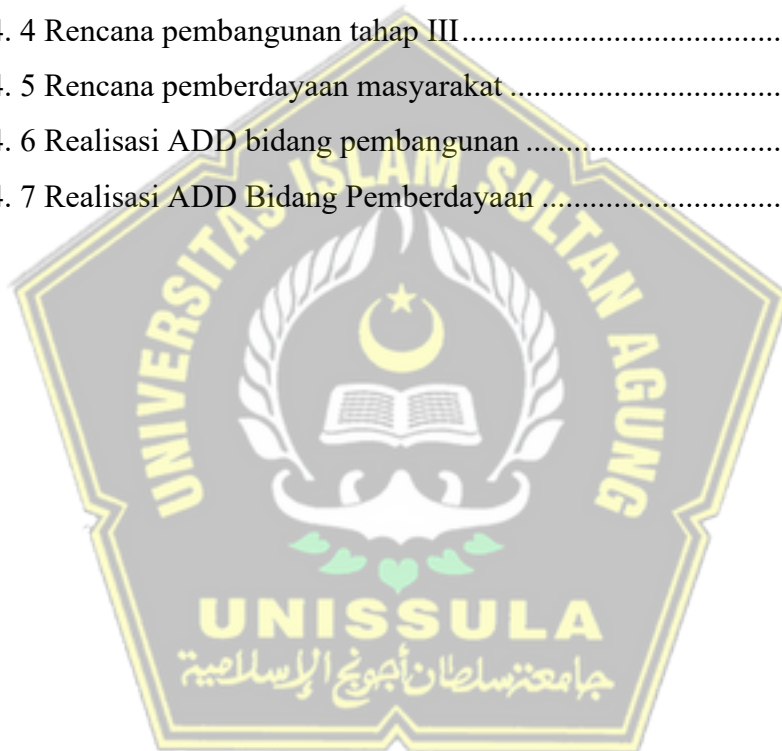 4. 4 Rencana pembangunan tahap III
4. 5 Rencana pemberdayaan masyarakat
4. 6 Realisasi ADD bidang pembangunan
4. 7 Realisasi ADD Bidang Pemberdayaan
UNIVERSITAS ISLAM SULTAN AGUNG
UNISSULA
جامعة سلطان أجونج الإسلامية